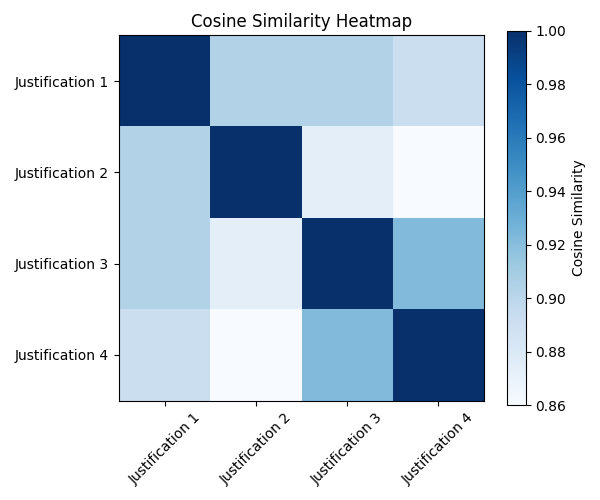 Cosine Similarity Heatmap
Justification 1
Justification 2
Justification 3
Justification 4
Justification 1
Justification 2
Justification 3
Justification 4
1.00
0.98
0.96
0.94
0.92
0.90
0.88
0.86
Cosine Similarity